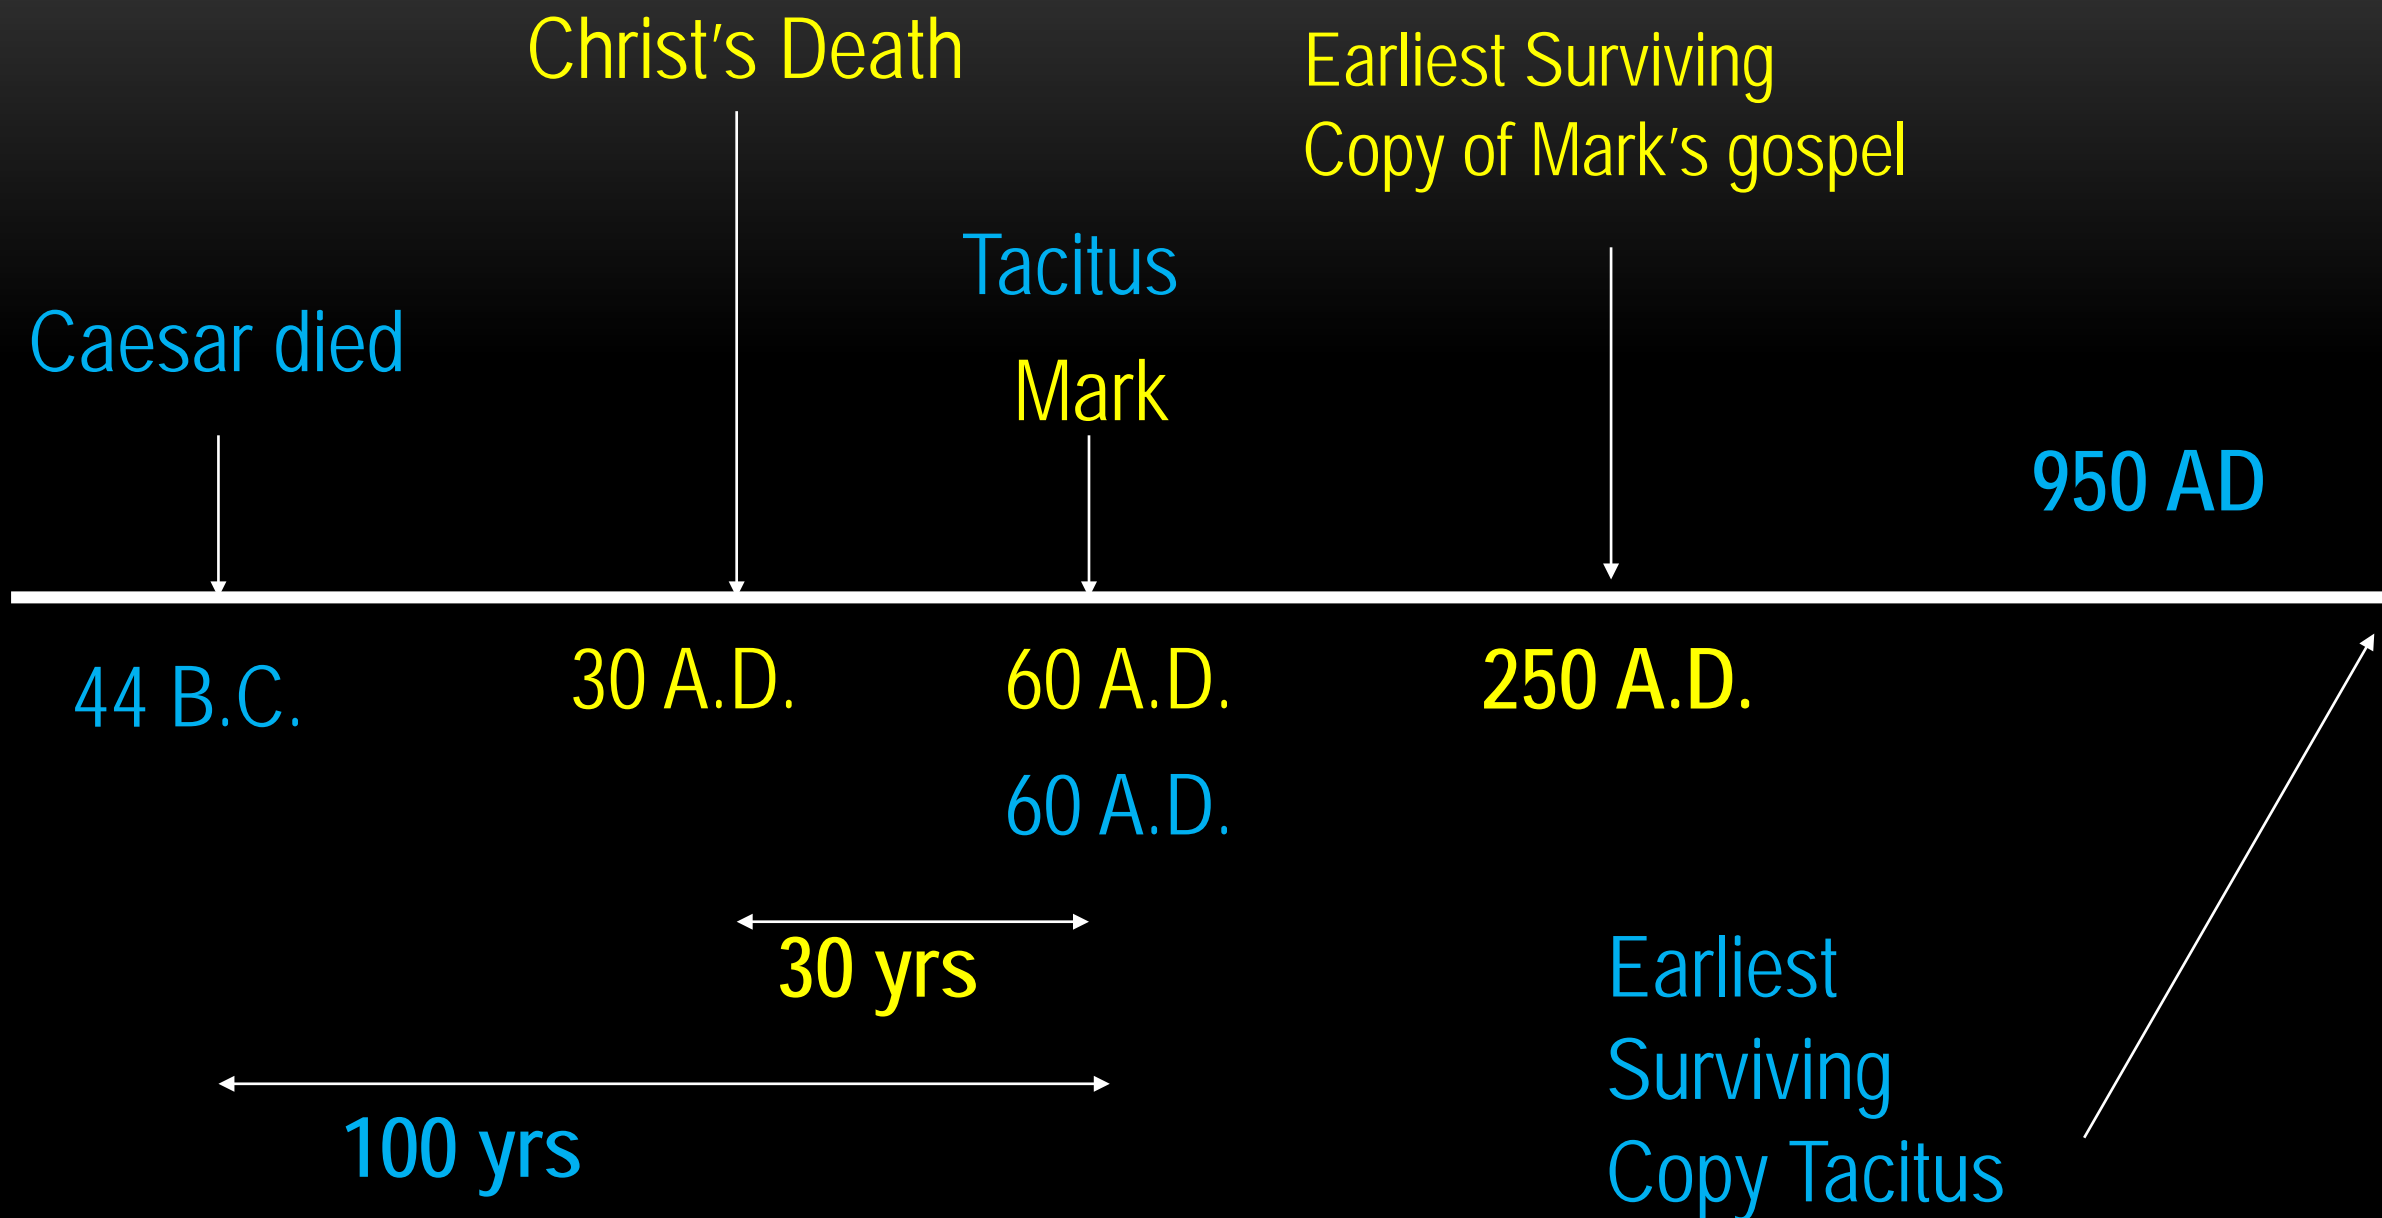 Christ's Death
Earliest Surviving
Copy of Mark's gospel
Tacitus
Caesar died
Mark
950 AD
44 B.C.
30 A.D.
60 A.D.
250 A.D.
60 A.D.
30 yrs
100 yrs
Earliest
Surviving
Copy Tacitus